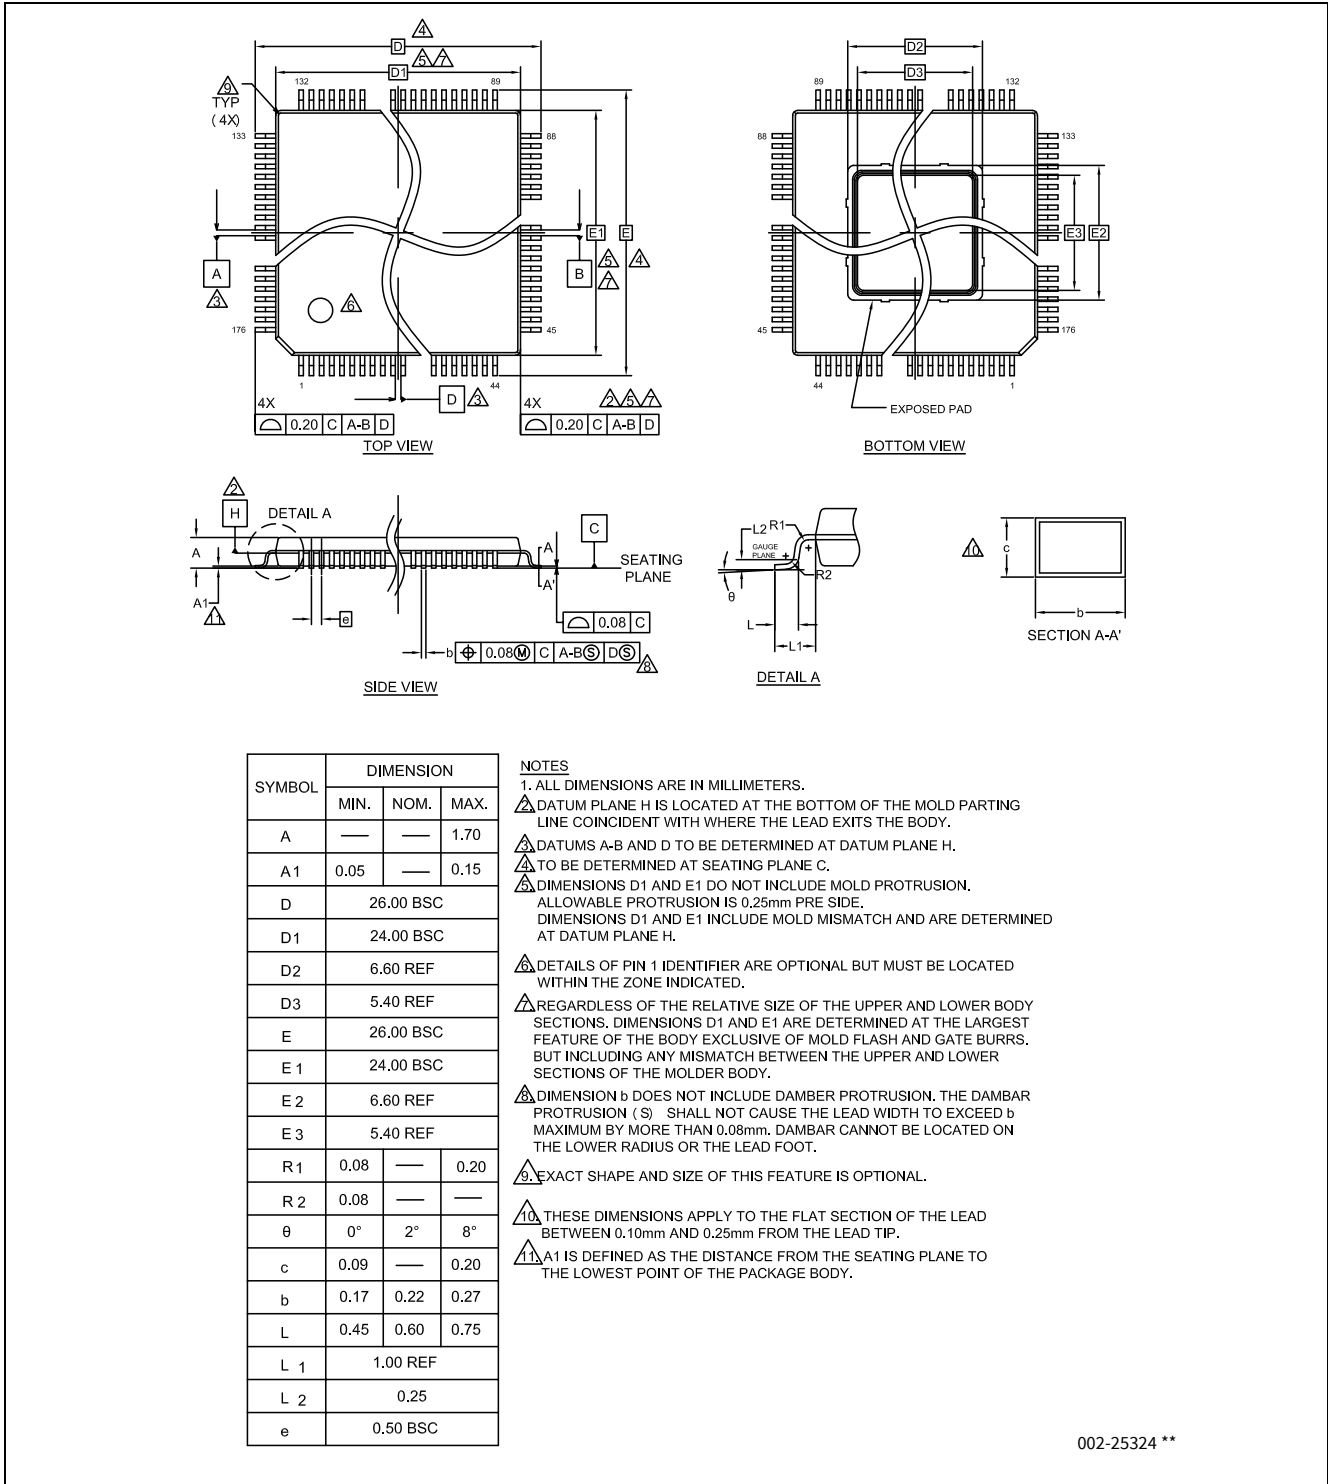 4
D
5 7
D1
132
89
9
TYP
(4X)
133
88
E1
E
A
3
B
5
7
4
6
176
45
1
44
D
3
4X
0.20 C A-B D
4X
2 5 7
0.20 C A-B D
TOP VIEW
D2
D3
89
132
88
133
E3
E2
45
176
44
1
EXPOSED PAD
BOTTOM VIEW
2
H
DETAIL A
A
A
A'
C
SEATING
PLANE
A1
11
e
0.08 C
b
0.08 M C A-B S D S
8
SIDE VIEW
L2
R1
GAUGE
PLANE
R2
θ
L
L1
DETAIL A
10
c
b
SECTION A-A'
SYMBOL
DIMENSION
MIN. NOM. MAX.
A — — 1.70
A1 0.05 — 0.15
D 26.00 BSC
D1 24.00 BSC
D2 6.60 REF
D3 5.40 REF
E 26.00 BSC
E1 24.00 BSC
E2 6.60 REF
E3 5.40 REF
R1 0.08 — 0.20
R2 0.08 — —
θ 0° 2° 8°
c 0.09 — 0.20
b 0.17 0.22 0.27
L 0.45 0.60 0.75
L 1 1.00 REF
L 2 0.25
e 0.50 BSC
NOTES
1. ALL DIMENSIONS ARE IN MILLIMETERS.
2. DATUM PLANE H IS LOCATED AT THE BOTTOM OF THE MOLD PARTING
LINE COINCIDENT WITH WHERE THE LEAD EXITS THE BODY.
3. DATUMS A-B AND D TO BE DETERMINED AT DATUM PLANE H.
4. TO BE DETERMINED AT SEATING PLANE C.
5. DIMENSIONS D1 AND E1 DO NOT INCLUDE MOLD PROTRUSION.
ALLOWABLE PROTRUSION IS 0.25mm PRE SIDE.
DIMENSIONS D1 AND E1 INCLUDE MOLD MISMATCH AND ARE DETERMINED
AT DATUM PLANE H.
6. DETAILS OF PIN 1 IDENTIFIER ARE OPTIONAL BUT MUST BE LOCATED
WITHIN THE ZONE INDICATED.
7. REGARDLESS OF THE RELATIVE SIZE OF THE UPPER AND LOWER BODY
SECTIONS. DIMENSIONS D1 AND E1 ARE DETERMINED AT THE LARGEST
FEATURE OF THE BODY EXCLUSIVE OF MOLD FLASH AND GATE BURRS.
BUT INCLUDING ANY MISMATCH BETWEEN THE UPPER AND LOWER
SECTIONS OF THE MOLDER BODY.
8. DIMENSION b DOES NOT INCLUDE DAMBER PROTRUSION. THE DAMBAR
PROTRUSION (S) SHALL NOT CAUSE THE LEAD WIDTH TO EXCEED b
MAXIMUM BY MORE THAN 0.08mm. DAMBAR CANNOT BE LOCATED ON
THE LOWER RADIUS OR THE LEAD FOOT.
9. EXACT SHAPE AND SIZE OF THIS FEATURE IS OPTIONAL.
10. THESE DIMENSIONS APPLY TO THE FLAT SECTION OF THE LEAD
BETWEEN 0.10mm AND 0.25mm FROM THE LEAD TIP.
11. A1 IS DEFINED AS THE DISTANCE FROM THE SEATING PLANE TO
THE LOWEST POINT OF THE PACKAGE BODY.
002-25324 **